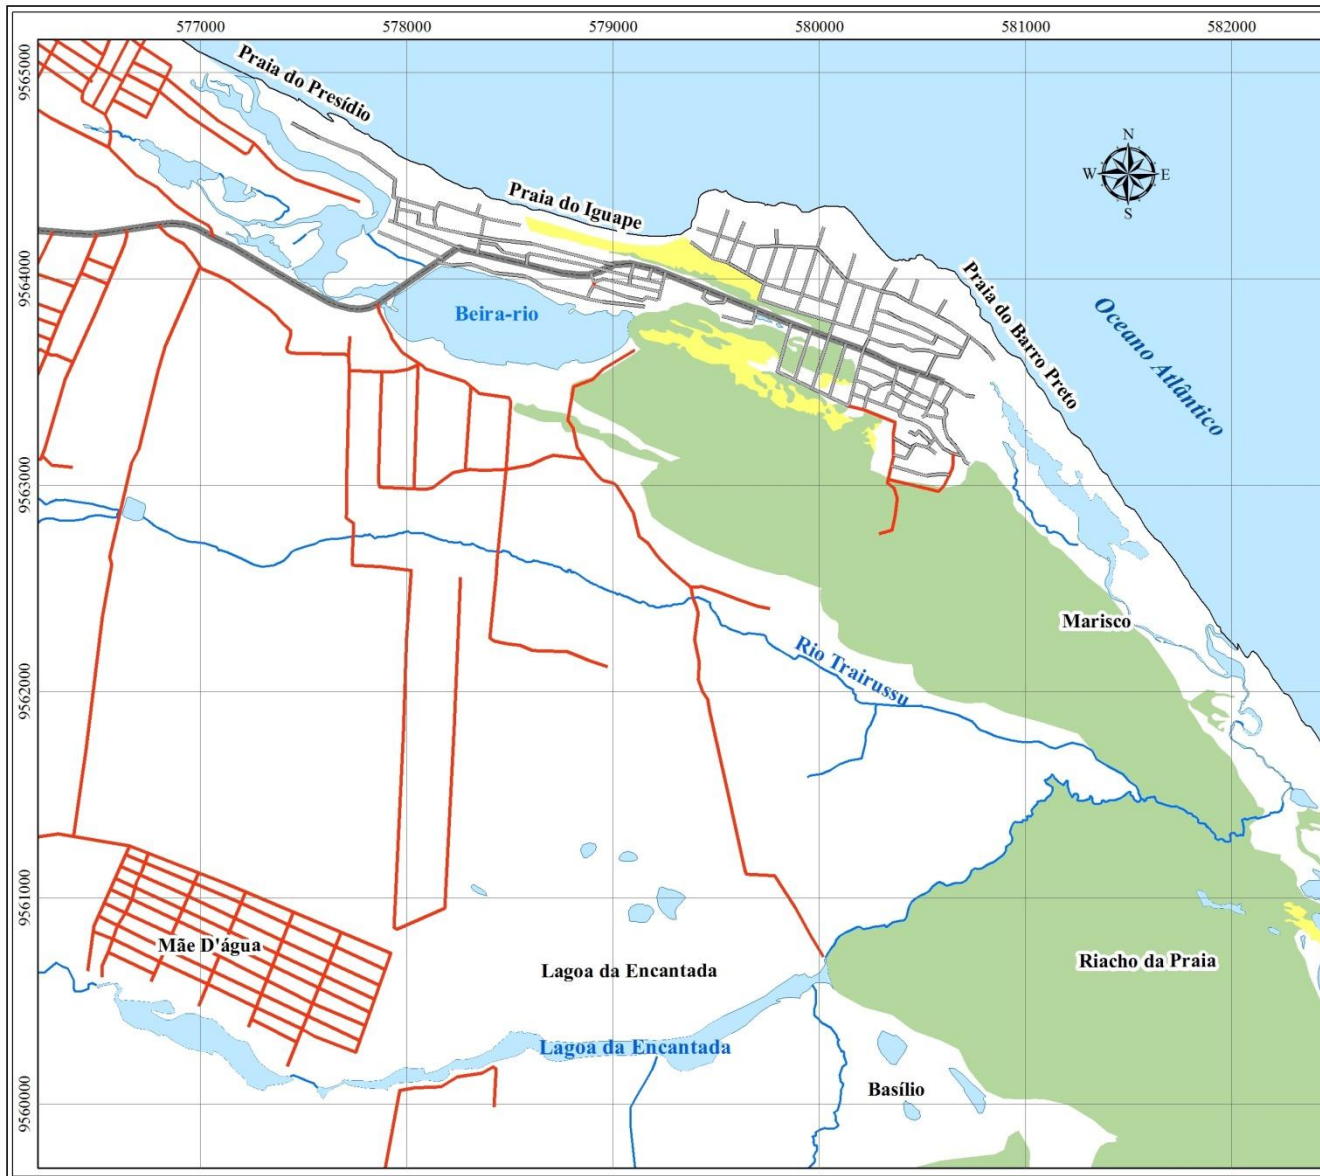 577000 578000 579000 580000 581000 582000
9565000
9564000
9563000
9562000
9561000
9560000
Praia do Presídio
Praia do Iguape
N
W E
S
Praia do Barro Preto
Oceano Atlântico
Beira-rio
Marisco
Rio Trairussu
Mãe D'água
Lagoa da Encantada
Riacho da Praia
Lagoa da Encantada
Basílio